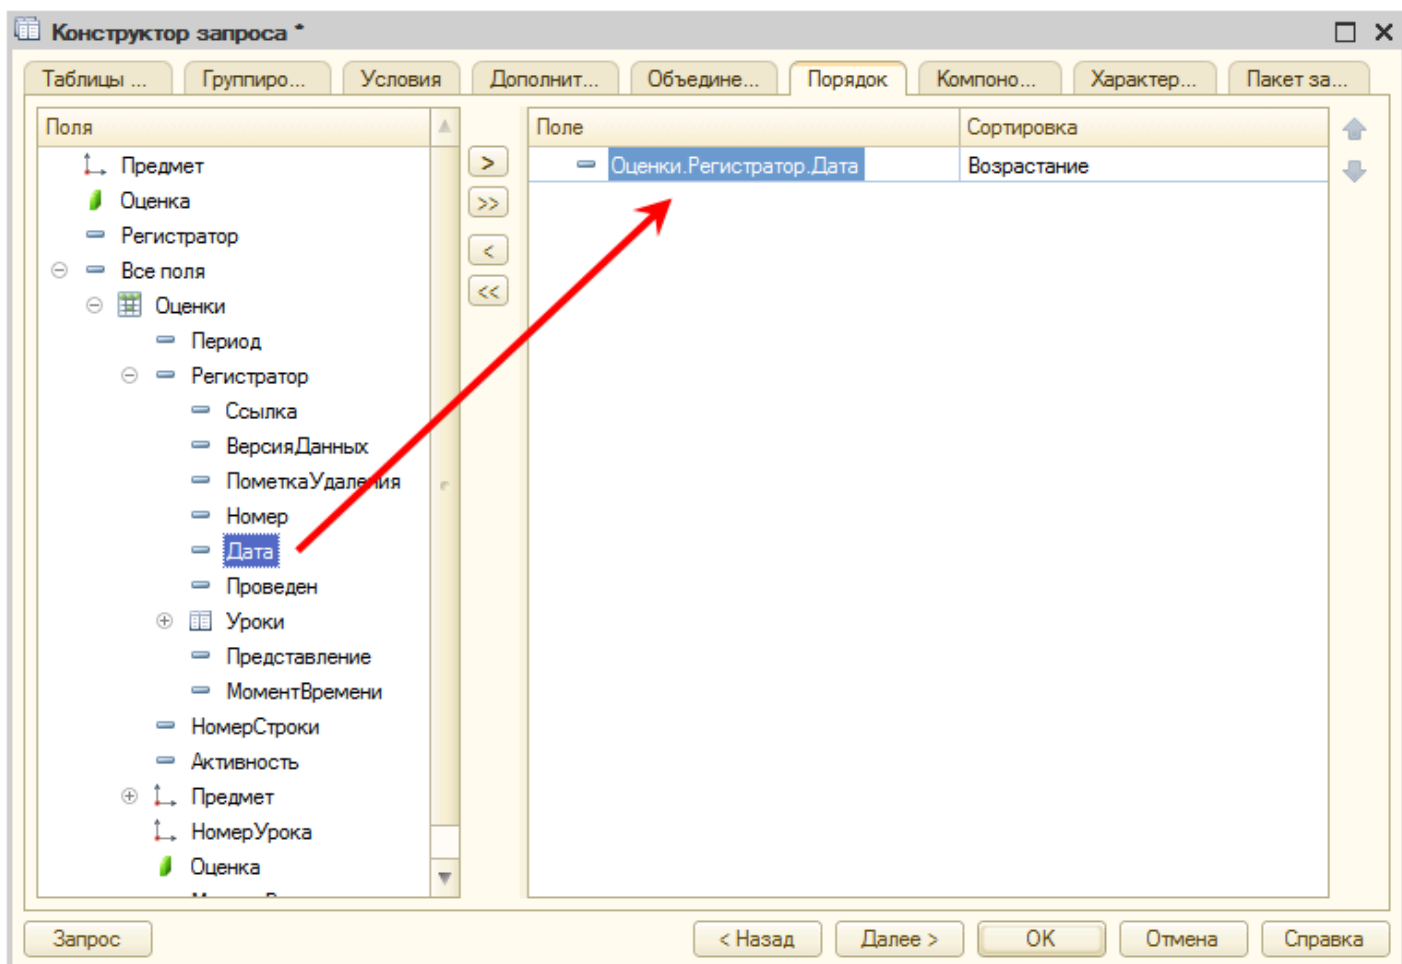 Конструктор запроса *
Таблицы ...
Группиро...
Условия
Дополнит...
Объедине...
Порядок
Компоно...
Характер...
Пакет за...
Поля
Предмет
Оценка
Регистратор
Все поля
Оценки
Период
Регистратор
Ссылка
ВерсияДанных
ПометкаУдаления
Номер
Дата
Проведен
Уроки
Представление
МоментВремени
НомерСтроки
Активность
Предмет
НомерУрока
Оценка
>
>>
<
<<
Поле
Сортировка
Оценки.Регистратор.Дата
Возрастание
Запрос
< Назад
Далее >
OK
Отмена
Справка